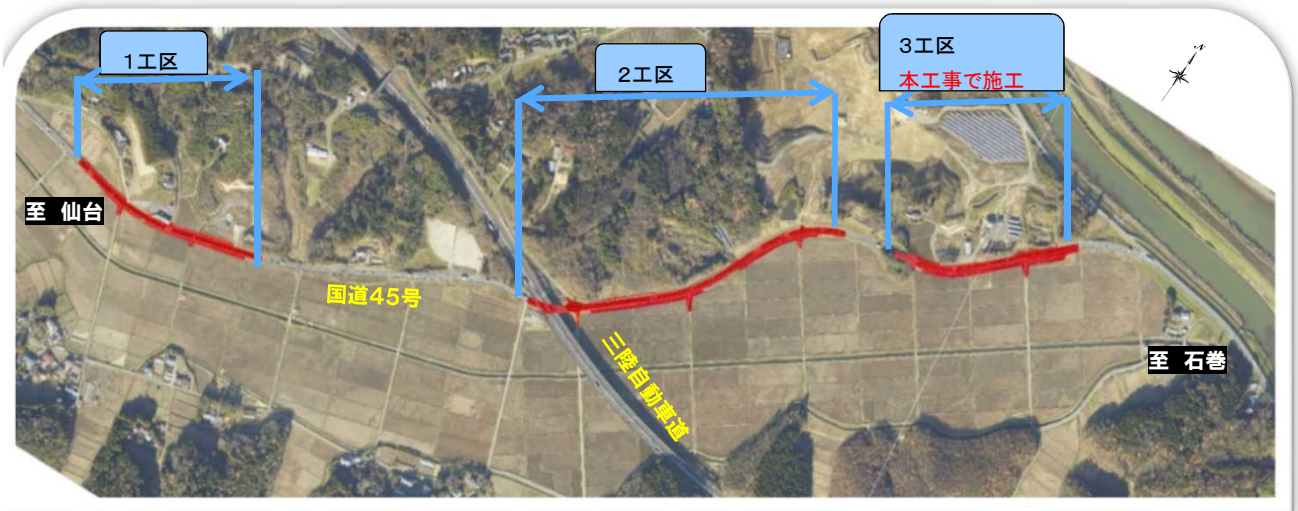 1工区
2工区
3工区
本工事で施工
N
至 仙台
国道45号
三陸自動車道
至 石巻